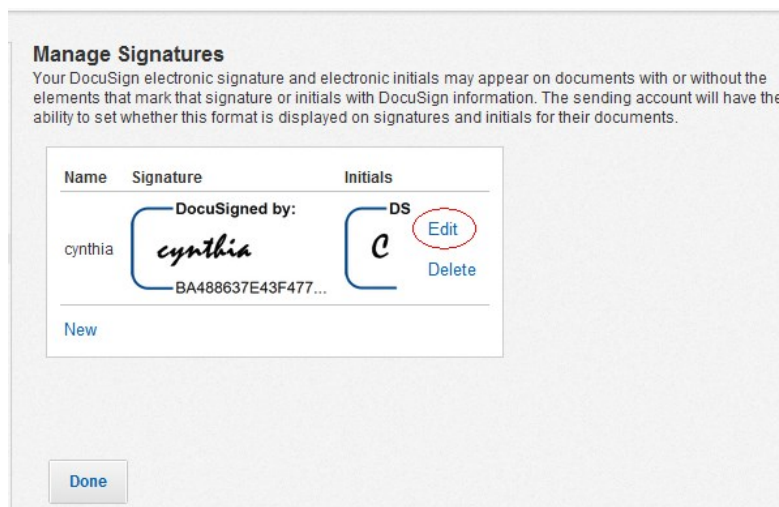 Manage Signatures
Your DocuSign electronic signature and electronic initials may appear on documents with or without the
elements that mark that signature or initials with DocuSign information. The sending account will have the
ability to set whether this format is displayed on signatures and initials for their documents.
Name Signature Initials
DocuSigned by: DS
Edit
cynthia cynthia C
Delete
BA488637E43F477...
New
Done